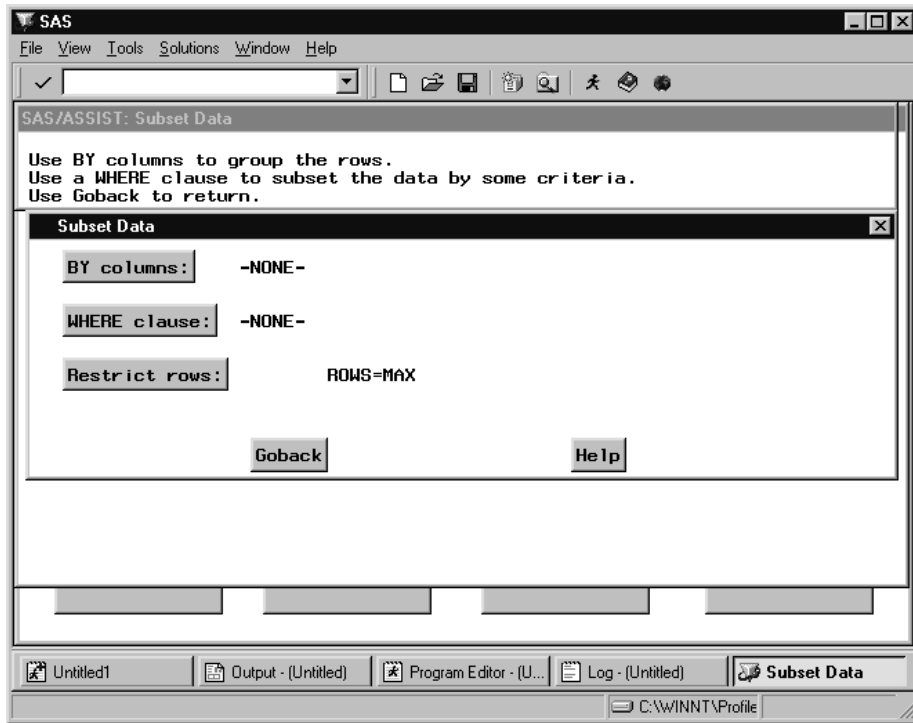 SAS
File View Tools Solutions Window Help
SAS/ASSIST: Subset Data
Use BY columns to group the rows.
Use a WHERE clause to subset the data by some criteria.
Use Goback to return.
Subset Data
BY columns: -NONE-
WHERE clause: -NONE-
Restrict rows: ROWS=MAX
Goback Help
Untitled1 Output - (Untitled) Program Editor - (U... Log - (Untitled) Subset Data
C:\WINNT\Profile